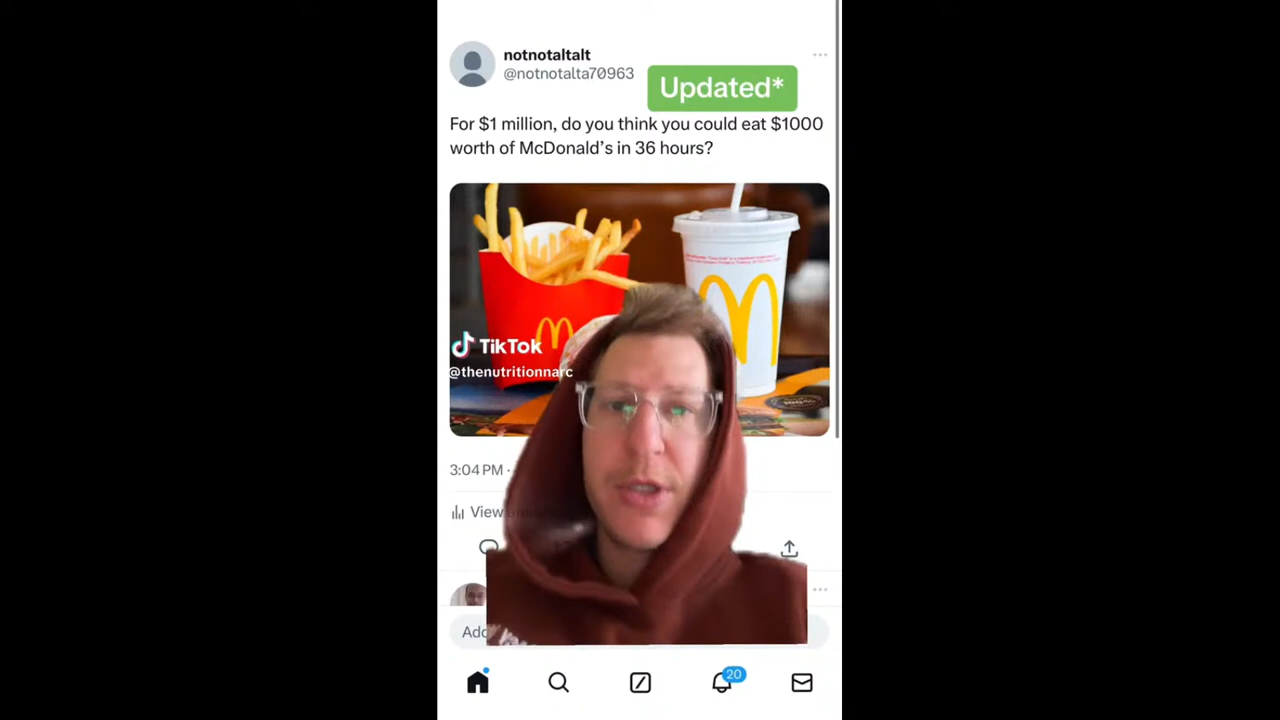 notnotaltalt
@notnotalta70963
Updated*
For $1 million, do you think you could eat $1000
worth of McDonald’s in 36 hours?
TikTok
@thenutritionnarc
3:04 PM ·
View
Add
20